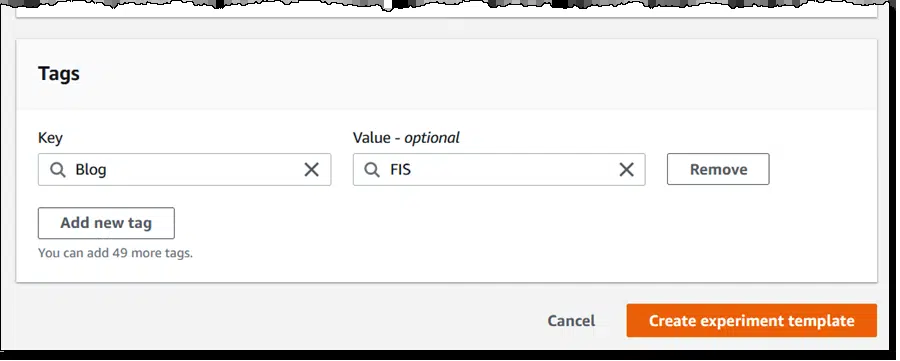 Tags
Key Value - optional
Blog FIS Remove
Add new tag
You can add 49 more tags.
Cancel Create experiment template